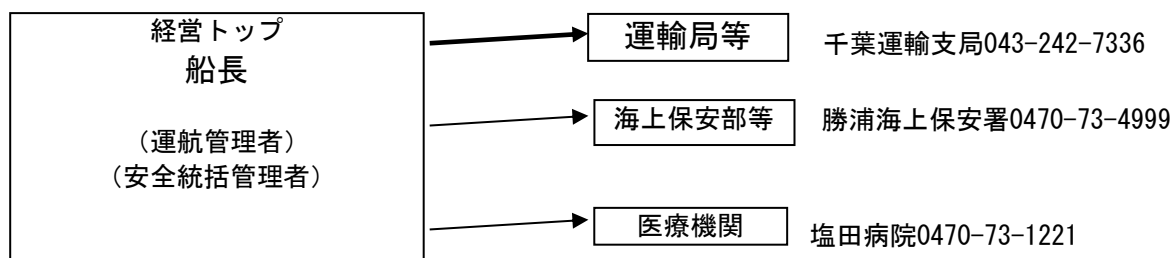 経営トップ
船長
（運航管理者）
（安全統括管理者）
運輸局等
千葉運輸支局043-242-7336
海上保安部等
勝浦海上保安署0470-73-4999
医療機関
塩田病院0470-73-1221